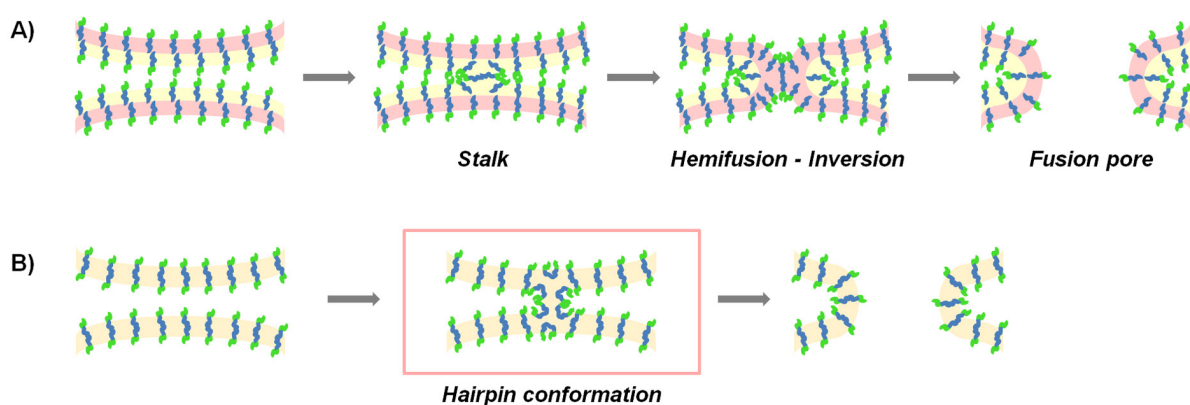 A)
Stalk
Hemifusion - Inversion
Fusion pore
B)
Hairpin conformation